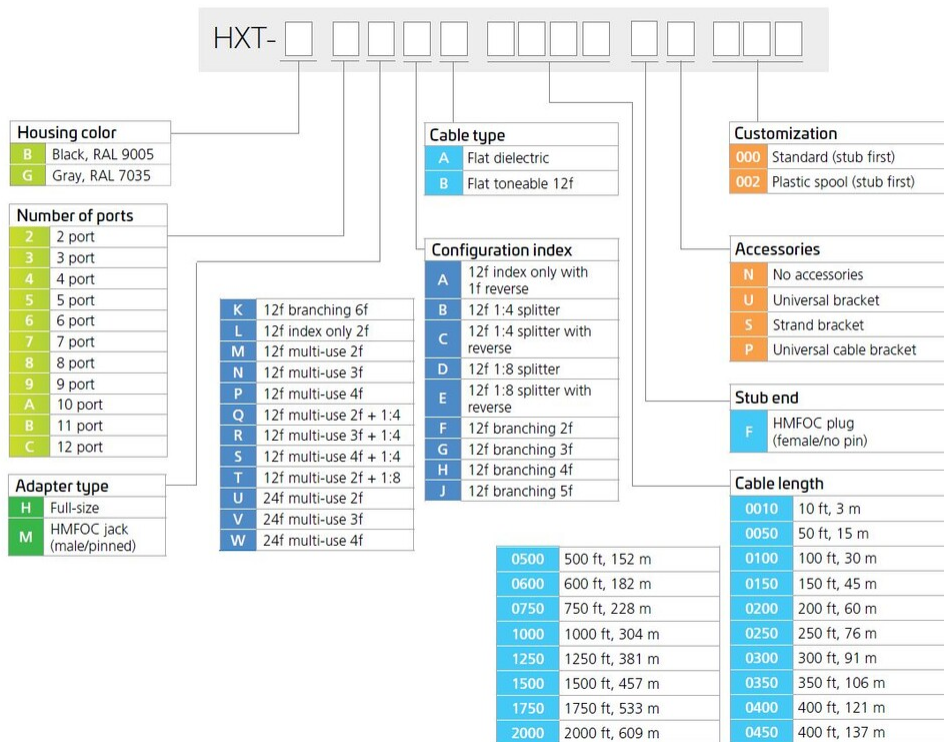 HXT-
Housing color
B Black, RAL 9005
G Gray, RAL 7035
Number of ports
2 2 port
3 3 port
4 4 port
5 5 port
6 6 port
7 7 port
8 8 port
9 9 port
A 10 port
B 11 port
C 12 port
Adapter type
H Full-size
M HMFOC jack
(male/pinned)
K 12f branching 6f
L 12f index only 2f
M 12f multi-use 2f
N 12f multi-use 3f
P 12f multi-use 4f
Q 12f multi-use 2f + 1:4
R 12f multi-use 3f + 1:4
S 12f multi-use 4f + 1:4
T 12f multi-use 2f + 1:8
U 24f multi-use 2f
V 24f multi-use 3f
W 24f multi-use 4f
Cable type
A Flat dielectric
B Flat toneable 12f
Configuration index
A 12f index only with
1f reverse
B 12f 1:4 splitter
C 12f 1:4 splitter with
reverse
D 12f 1:8 splitter
E 12f 1:8 splitter with
reverse
F 12f branching 2f
G 12f branching 3f
H 12f branching 4f
J 12f branching 5f
Customization
000 Standard (stub first)
002 Plastic spool (stub first)
Accessories
N No accessories
U Universal bracket
S Strand bracket
P Universal cable bracket
Stub end
F HMFOC plug
(female/no pin)
Cable length
0010 10 ft, 3 m
0050 50 ft, 15 m
0100 100 ft, 30 m
0150 150 ft, 45 m
0200 200 ft, 60 m
0250 250 ft, 76 m
0300 300 ft, 91 m
0350 350 ft, 106 m
0400 400 ft, 121 m
0450 400 ft, 137 m
0500 500 ft, 152 m
0600 600 ft, 182 m
0750 750 ft, 228 m
1000 1000 ft, 304 m
1250 1250 ft, 381 m
1500 1500 ft, 457 m
1750 1750 ft, 533 m
2000 2000 ft, 609 m